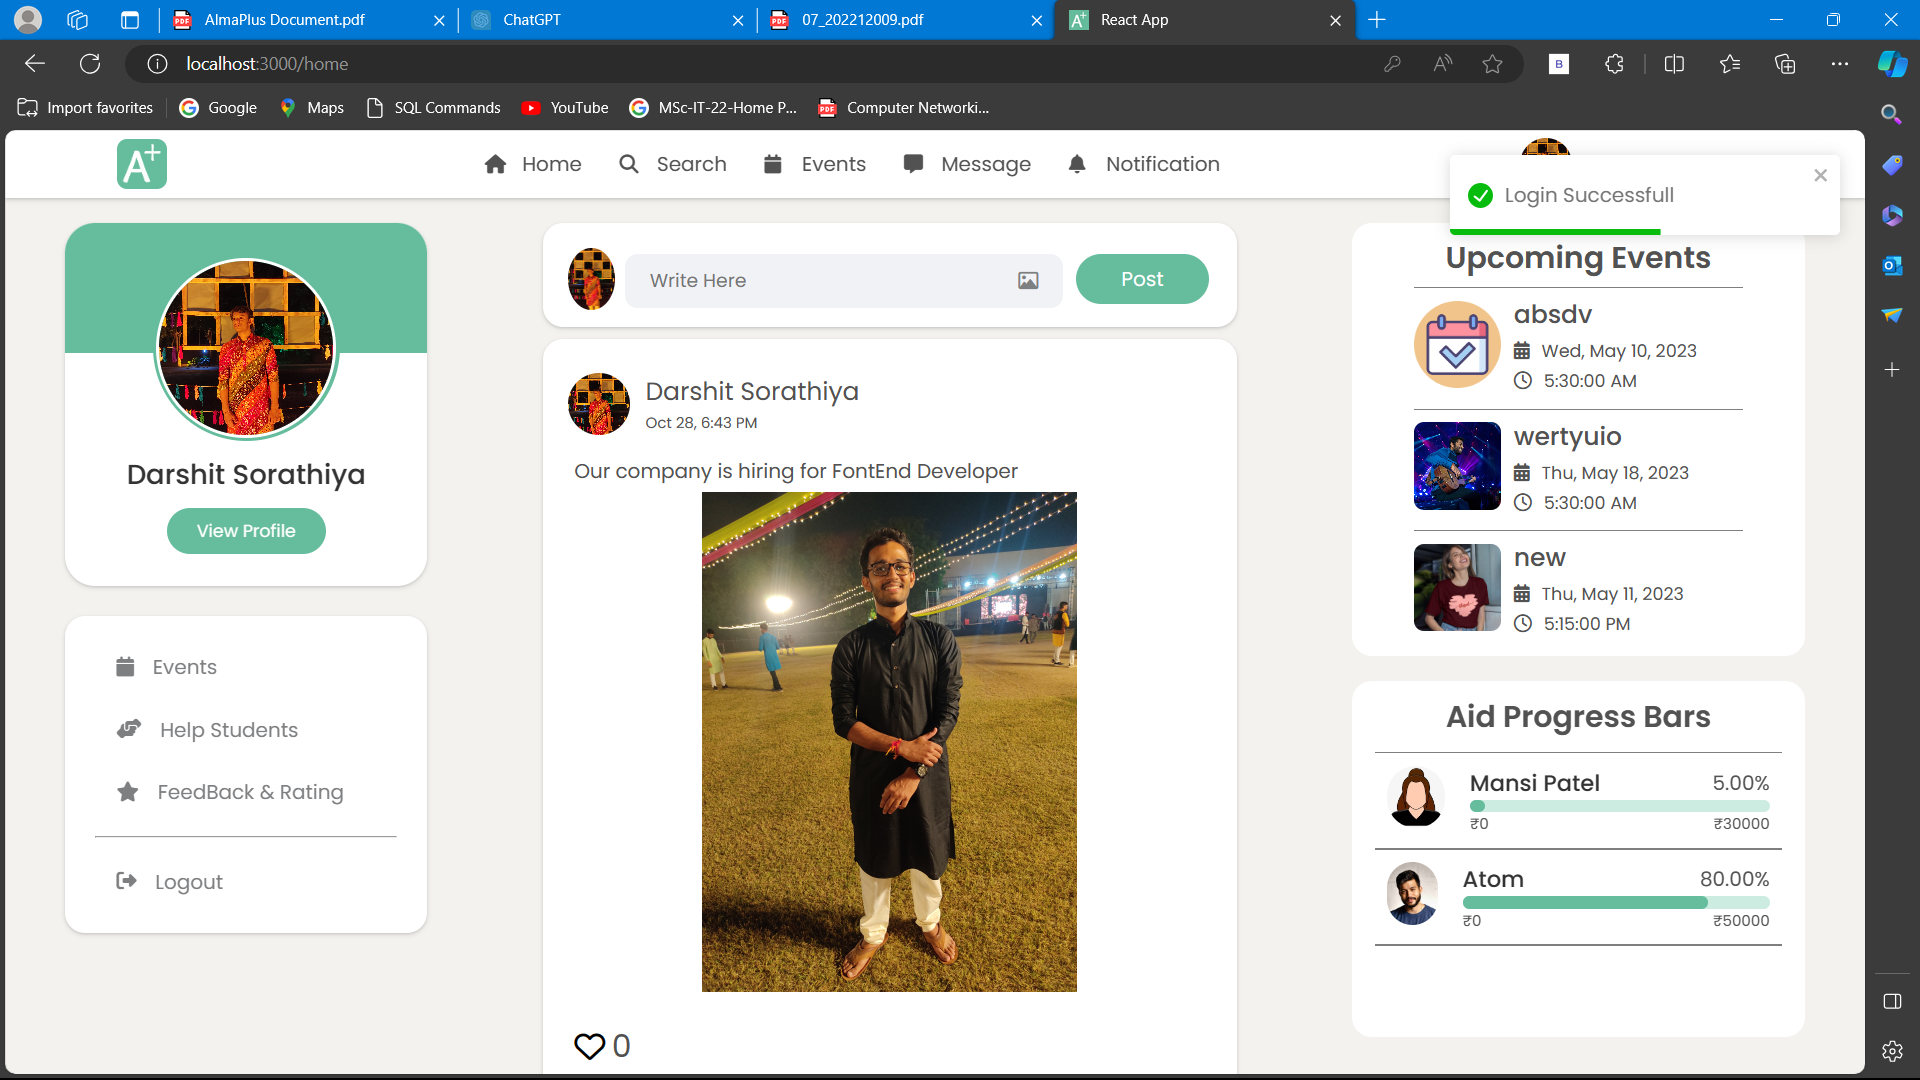 AlmaPlus Document.pdf
ChatGPT
07_202212009.pdf
A+ React App
localhost:3000/home
Import favorites
Google
Maps
SQL Commands
YouTube
MSc-IT-22-Home P...
Computer Networki...
A+
Home
Search
Events
Message
Notification
Login Successfull
Darshit Sorathiya
View Profile
Events
Help Students
FeedBack & Rating
Logout
Write Here
Post
Darshit Sorathiya
Oct 28, 6:43 PM
Our company is hiring for FontEnd Developer
0
Upcoming Events
absdv
Wed, May 10, 2023
5:30:00 AM
wertyuio
Thu, May 18, 2023
5:30:00 AM
new
Thu, May 11, 2023
5:15:00 PM
Aid Progress Bars
Mansi Patel 5.00%
₹0 ₹30000
Atom 80.00%
₹0 ₹50000